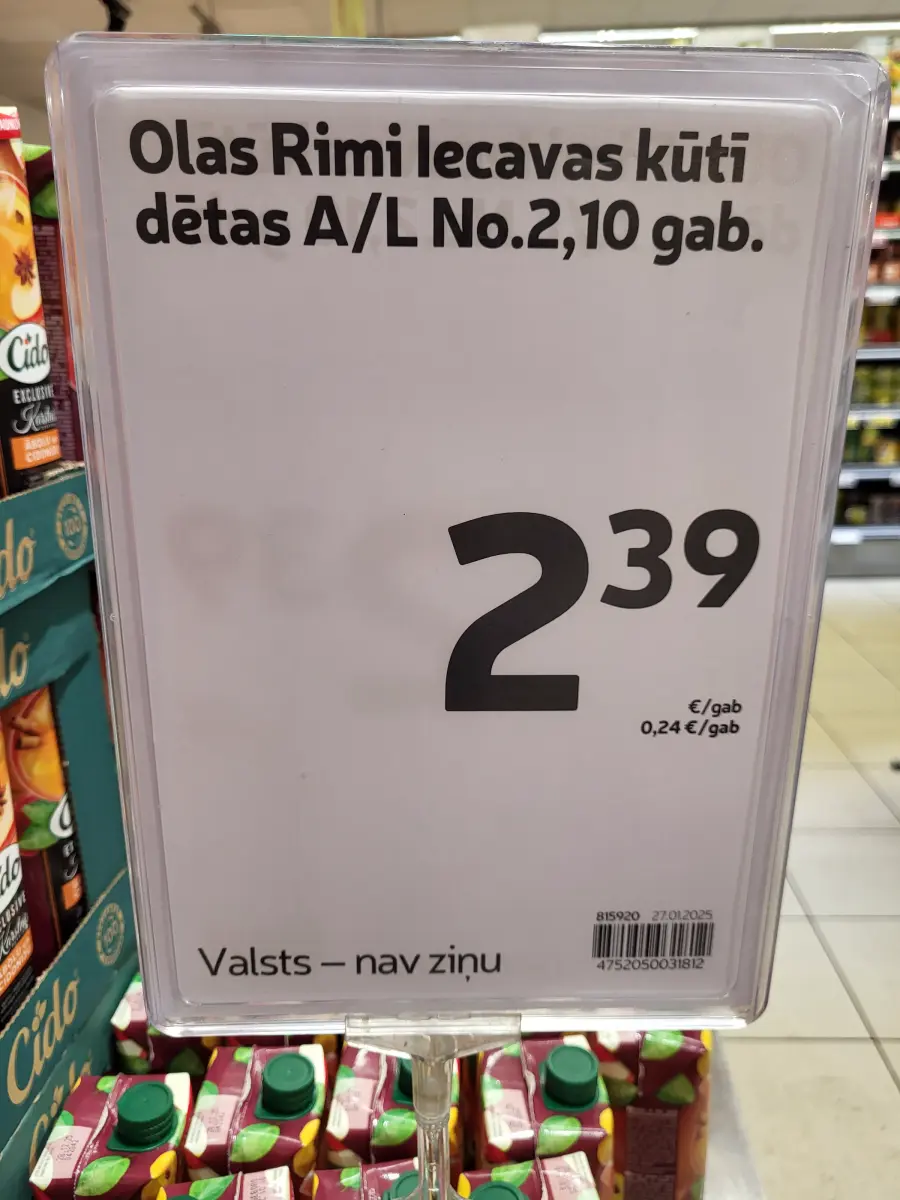 Olas Rimi Iecavas kūtī
dētas A/L No.2,10 gab.
2 39
€/gab
0,24 €/gab
815920 27.01.2025
4752050031812
Valsts – nav ziņu
Cido
EXCLUSIVE
Cido